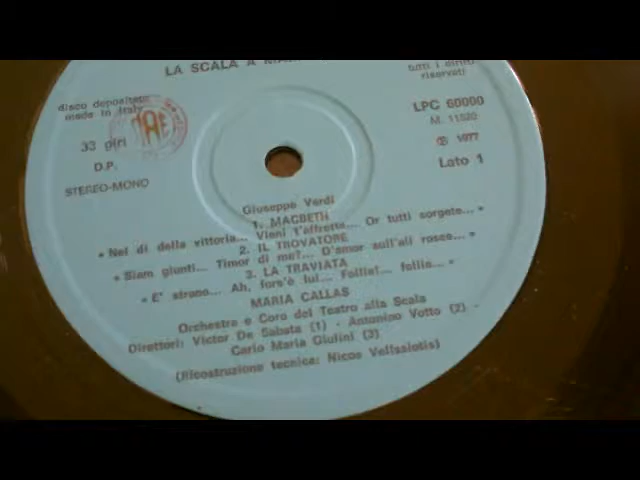 LA SCALA A
disco depositato
made in Italy
tutti i diritti
riservati
33 giri
D.P.
STEREO-MONO
LPC 60000
M. 11520
℗ 1977
Lato 1
Giuseppe Verdi
1. MACBETH
« Nel dì della vittoria... Vieni t'affretta... Or tutti sorgete... »
2. IL TROVATORE
« Siam giunti... Timor di me?... D'amor sull'ali rosee... »
3. LA TRAVIATA
« E' strano... Ah, fors'è lui... Follie!... follie... »
MARIA CALLAS
Orchestra e Coro del Teatro alla Scala
Direttori: Victor De Sabata (1) - Antonino Votto (2) -
Carlo Maria Giulini (3)
(Ricostruzione tecnica: Nicos Velissiotis)